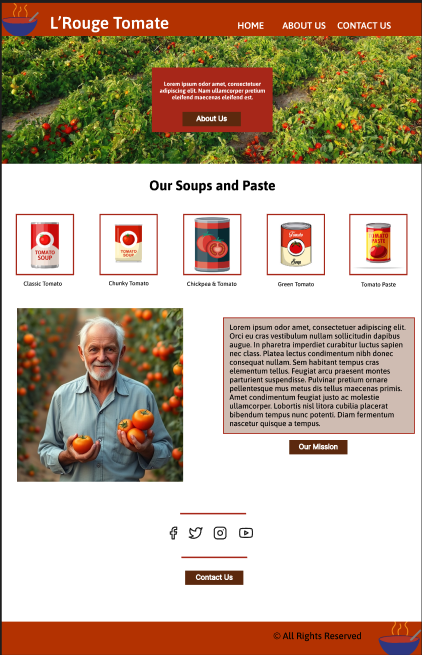 L'Rouge Tomate
HOME ABOUT US CONTACT US
Lorem ipsum odor amet, consectetuer
adipiscing elit. Nam ullamcorper pretium
eleifend maecenas eleifend est.
About Us
Our Soups and Paste
TOMATO
SOUP
TOMATO
SOUP
Tomato
TOMATO
PASTE
Classic Tomato
Chunky Tomato
Chickpea & Tomato
Green Tomato
Tomato Paste
Lorem ipsum odor amet, consectetuer adipiscing elit.
Orci eu cras vestibulum nullam sollicitudin dapibus
augue. In pharetra imperdiet curabitur luctus sapien
nec class. Platea lectus condimentum nibh donec
consequat nullam. Sem habitant tempus cras
elementum tellus. Feugiat arcu praesent montes
parturient suspendisse. Pulvinar pretium ornare
pellentesque mus metus dis tellus maecenas primis.
Amet condimentum feugiat justo ac molestie
ullamcorper. Lobortis nisl litora cubilia placerat
bibendum tempus nunc potenti. Diam fermentum
nascetur quisque a tempus.
Our Mission
Contact Us
© All Rights Reserved